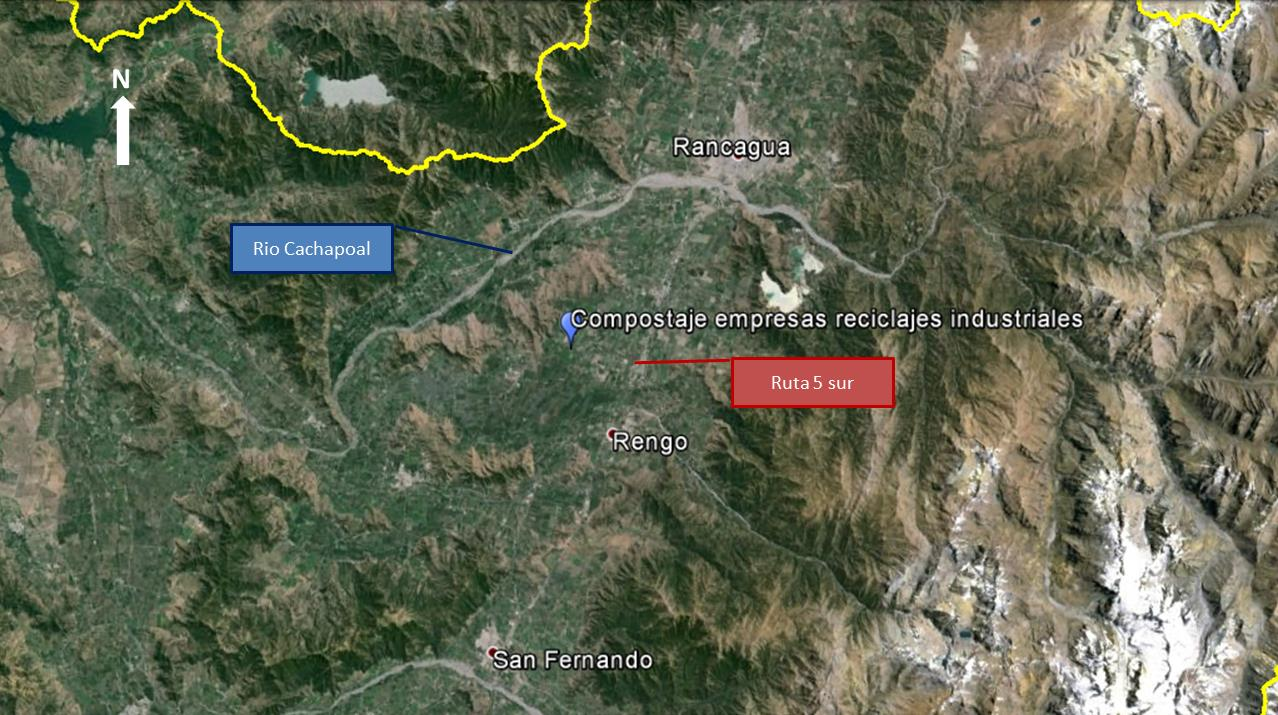 N
Rancagua
Rio Cachapoal
Compostaje empresas reciclajes industriales
Ruta 5 sur
Rengo
San Fernando